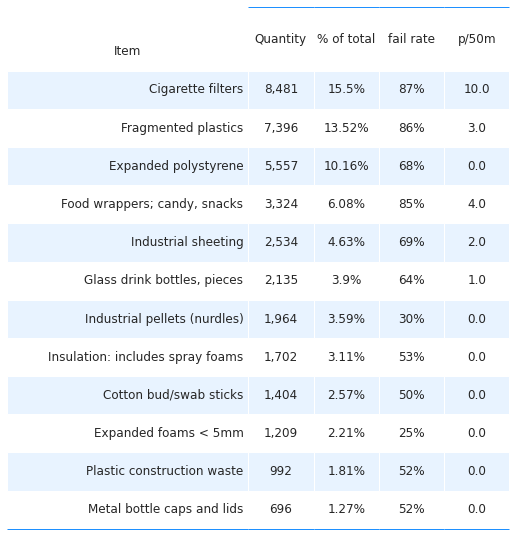 Item Quantity % of total fail rate p/50m
Cigarette filters 8,481 15.5% 87% 10.0
Fragmented plastics 7,396 13.52% 86% 3.0
Expanded polystyrene 5,557 10.16% 68% 0.0
Food wrappers; candy, snacks 3,324 6.08% 85% 4.0
Industrial sheeting 2,534 4.63% 69% 2.0
Glass drink bottles, pieces 2,135 3.9% 64% 1.0
Industrial pellets (nurdles) 1,964 3.59% 30% 0.0
Insulation: includes spray foams 1,702 3.11% 53% 0.0
Cotton bud/swab sticks 1,404 2.57% 50% 0.0
Expanded foams < 5mm 1,209 2.21% 25% 0.0
Plastic construction waste 992 1.81% 52% 0.0
Metal bottle caps and lids 696 1.27% 52% 0.0